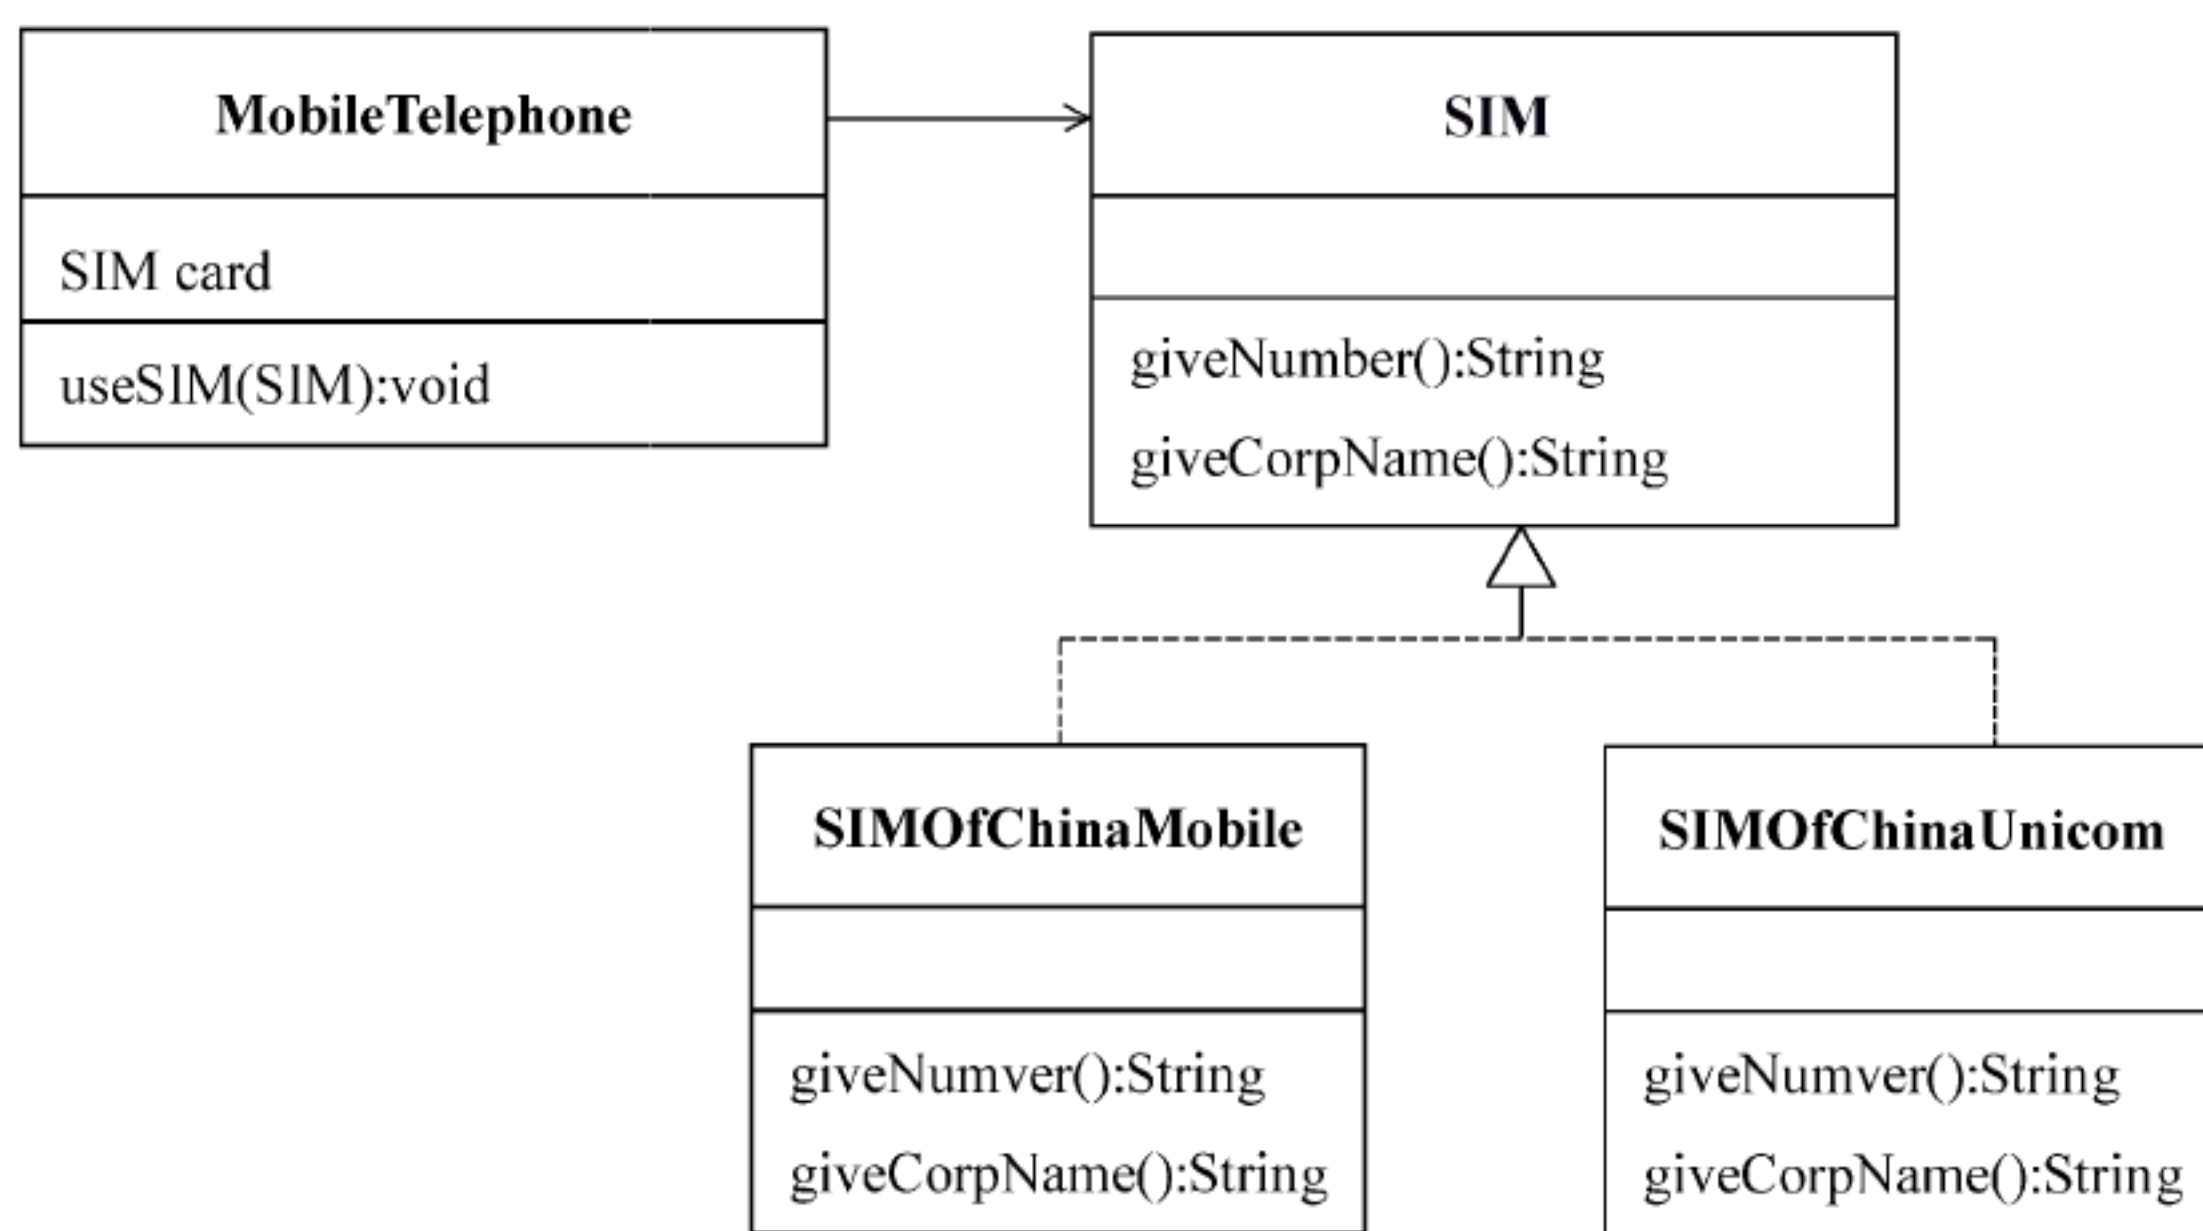 MobileTelephone
SIM card
useSIM(SIM):void
SIM
giveNumber():String
giveCorpName():String
SIMOfChinaMobile
giveNumver():String
giveCorpName():String
SIMOfChinaUnicom
giveNumver():String
giveCorpName():String